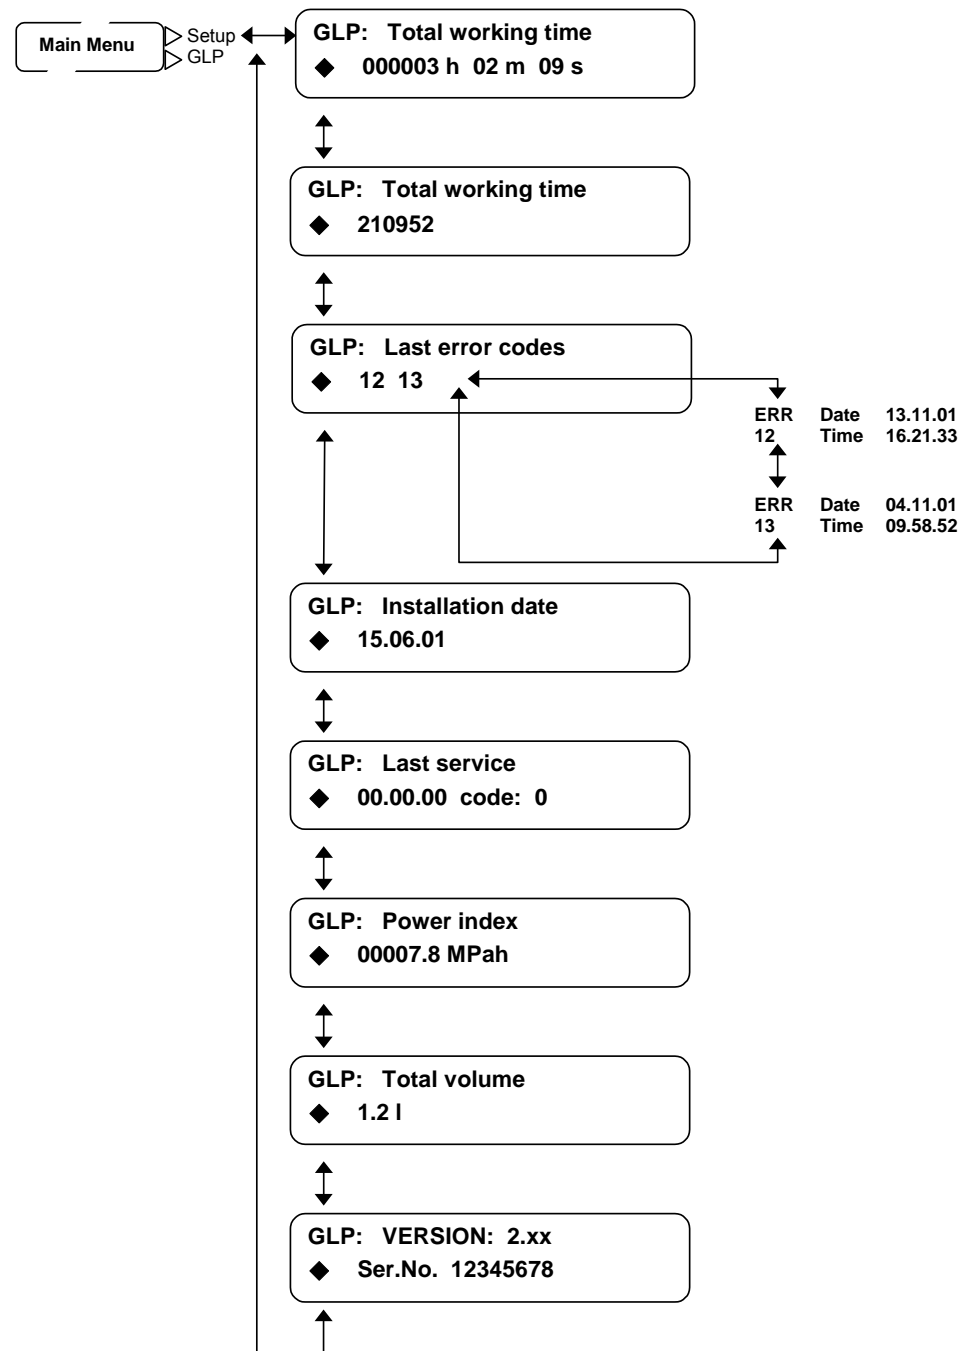 Main Menu
Setup
GLP
GLP: Total working time
000003 h 02 m 09 s
GLP: Total working time
210952
GLP: Last error codes
12 13
ERR Date 13.11.01
12 Time 16.21.33
ERR Date 04.11.01
13 Time 09.58.52
GLP: Installation date
15.06.01
GLP: Last service
00.00.00 code: 0
GLP: Power index
00007.8 MPah
GLP: Total volume
1.2 l
GLP: VERSION: 2.xx
Ser.No. 12345678